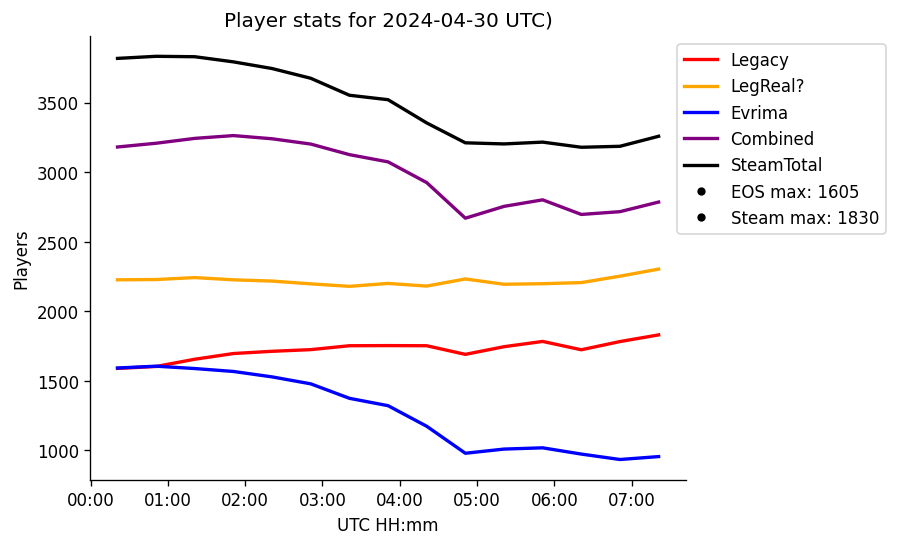 Player stats for 2024-04-30 UTC)
Legacy
LegReal?
Evrima
Combined
SteamTotal
EOS max: 1605
Steam max: 1830
Players
3500
3000
2500
2000
1500
1000
00:00 01:00 02:00 03:00 04:00 05:00 06:00 07:00
UTC HH:mm